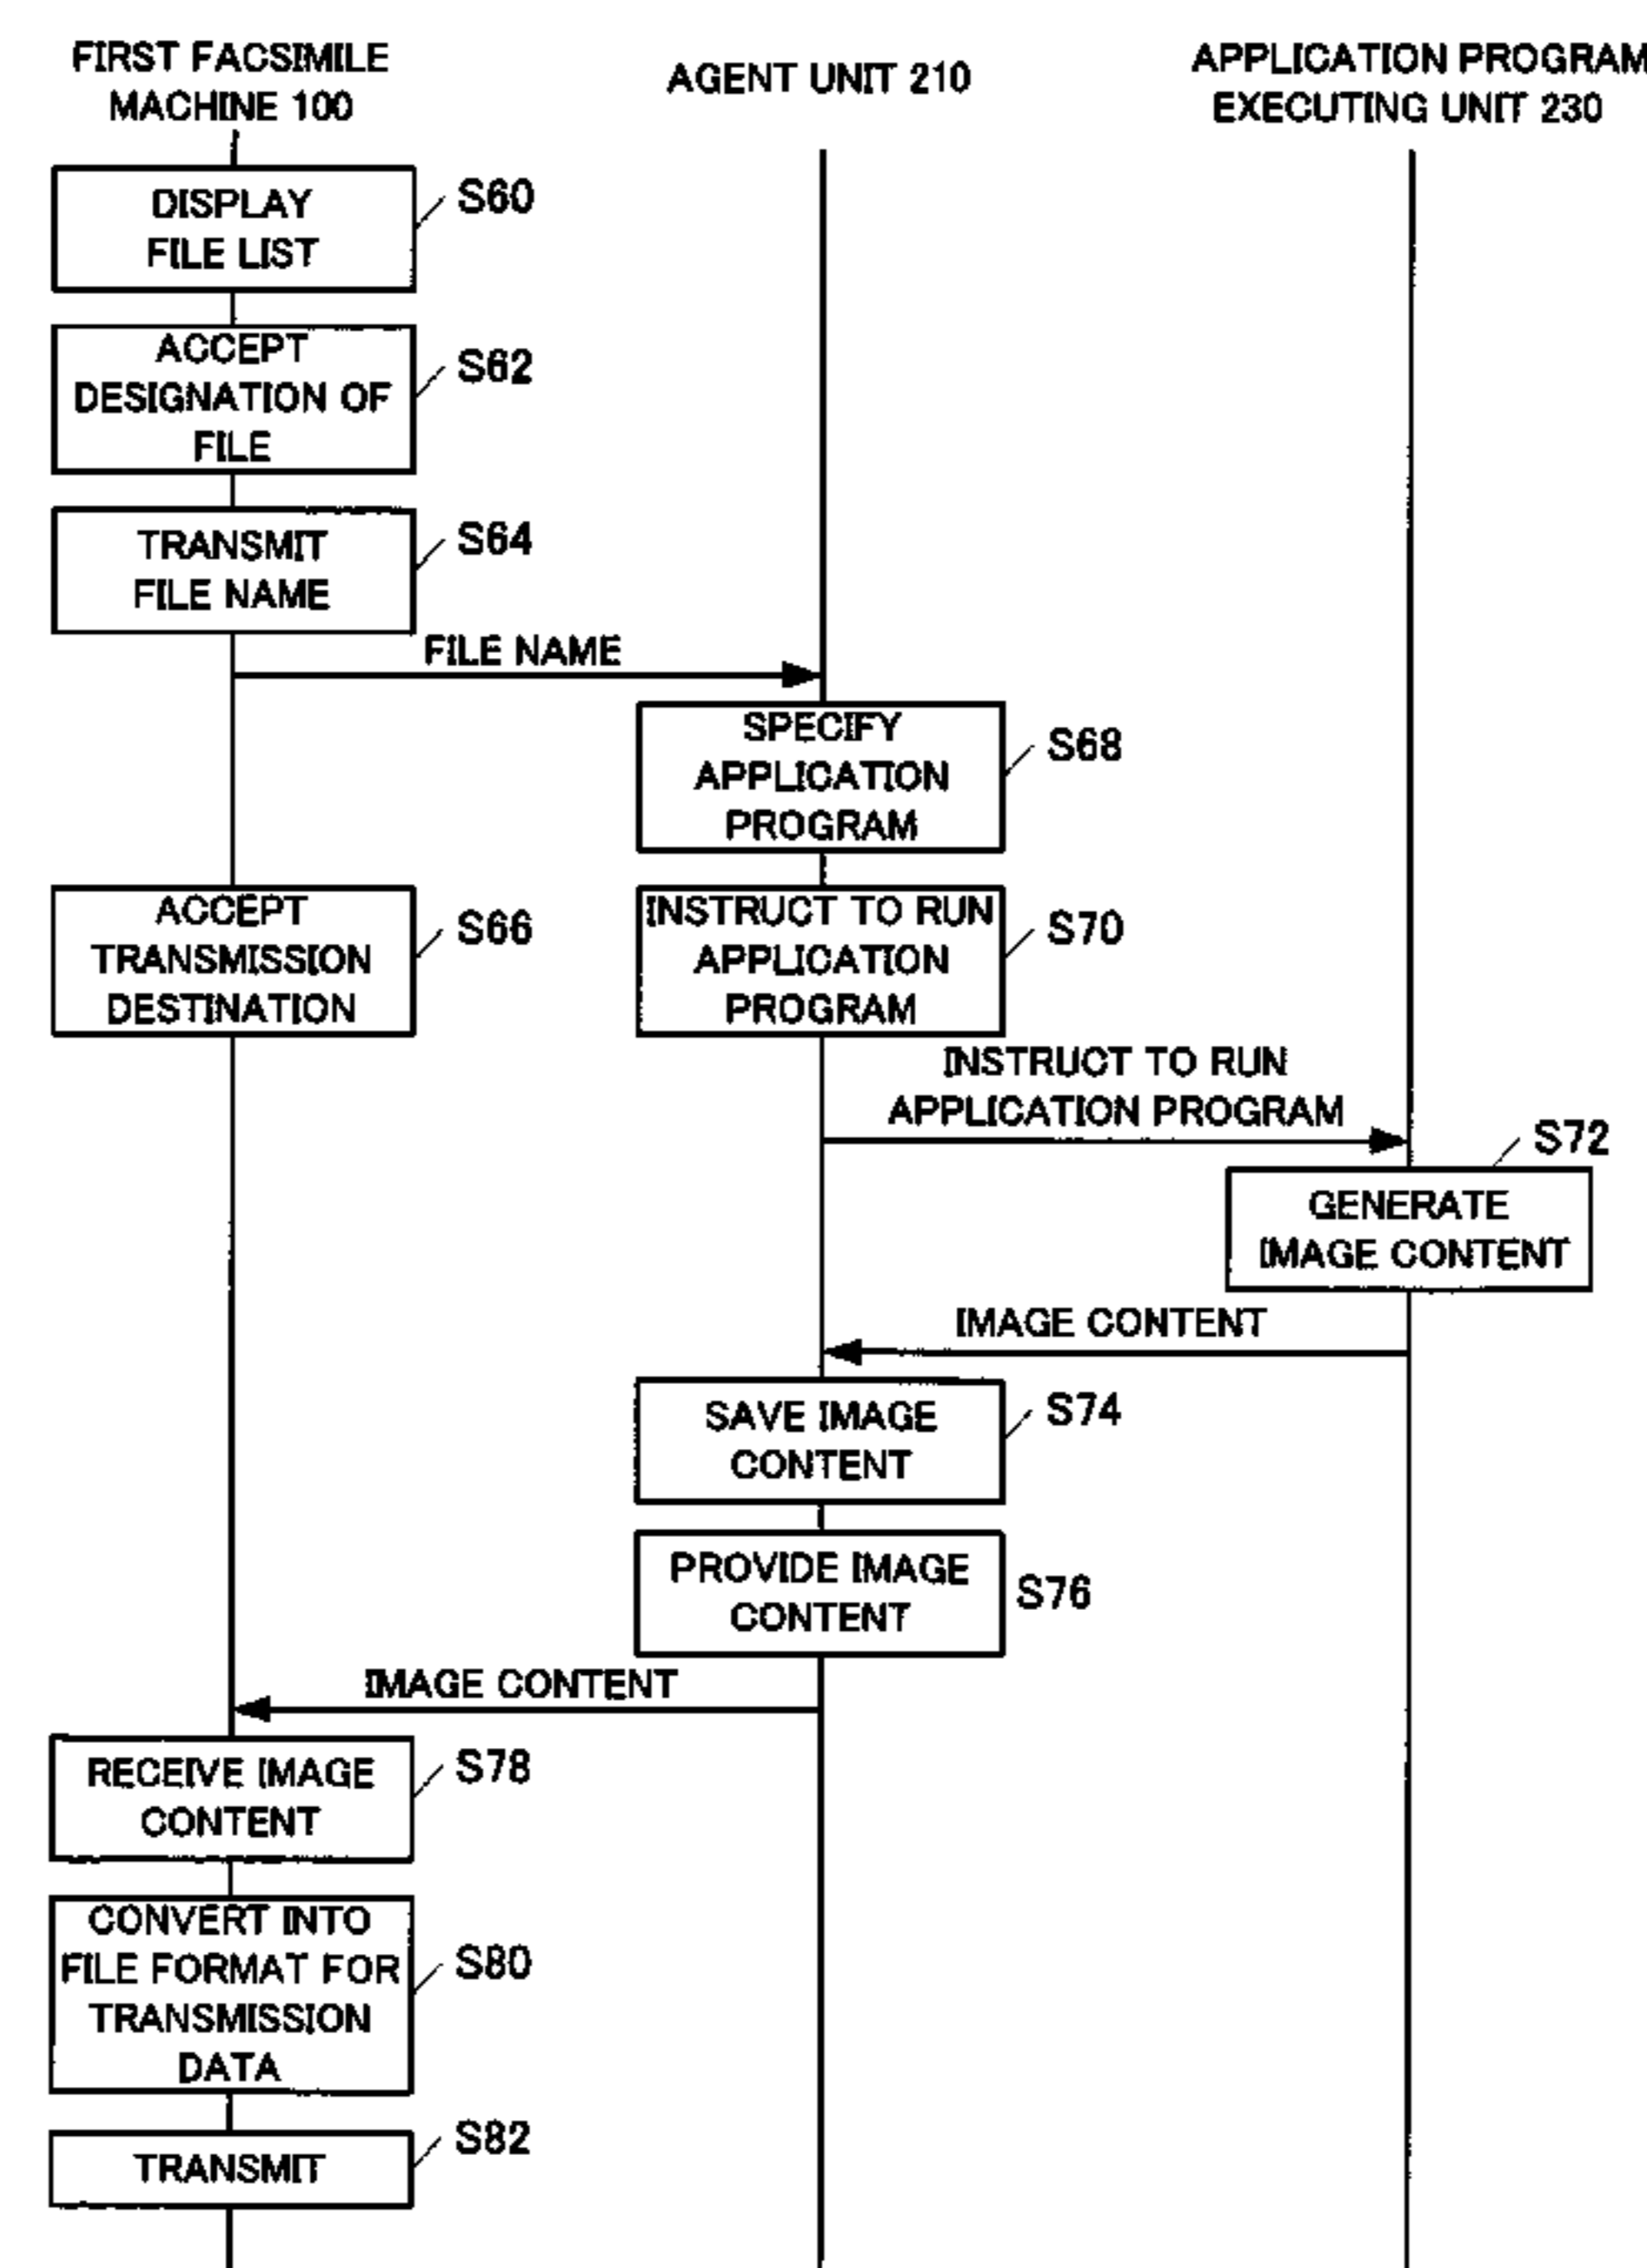 FIRST FACSIMILE
MACHINE 100
AGENT UNIT 210
APPLICATION PROGRAM
EXECUTING UNIT 230
DISPLAY
FILE LIST
S60
ACCEPT
DESIGNATION OF
FILE
S62
TRANSMIT
FILE NAME
S64
FILE NAME
SPECIFY
APPLICATION
PROGRAM
S68
ACCEPT
TRANSMISSION
DESTINATION
S66
INSTRUCT TO RUN
APPLICATION
PROGRAM
S70
INSTRUCT TO RUN
APPLICATION PROGRAM
S72
GENERATE
IMAGE CONTENT
IMAGE CONTENT
SAVE IMAGE
CONTENT
S74
PROVIDE IMAGE
CONTENT
S76
IMAGE CONTENT
RECEIVE IMAGE
CONTENT
S78
CONVERT INTO
FILE FORMAT FOR
TRANSMISSION
DATA
S80
TRANSMIT
S82